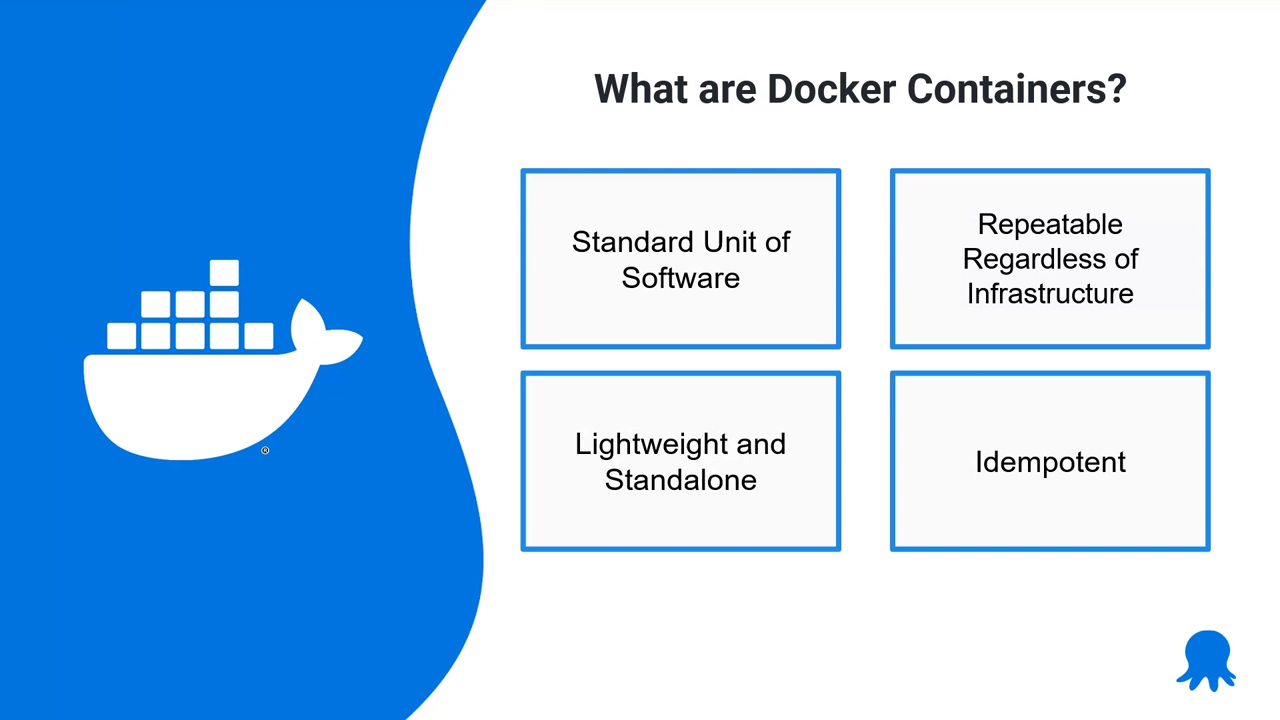 What are Docker Containers?
Standard Unit of
Software
Repeatable
Regardless of
Infrastructure
Lightweight and
Standalone
Idempotent
®